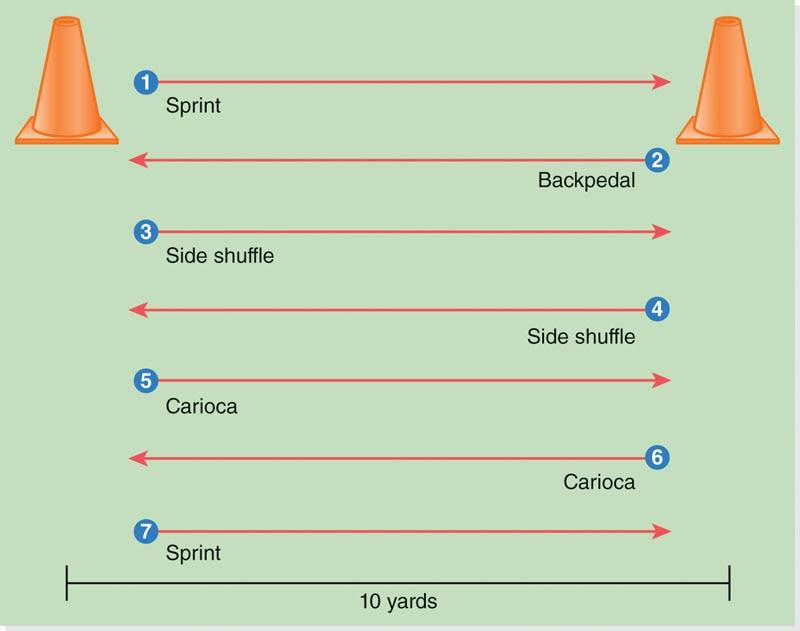 1
Sprint
2
Backpedal
3
Side shuffle
4
Side shuffle
5
Carioca
6
Carioca
7
Sprint
10 yards